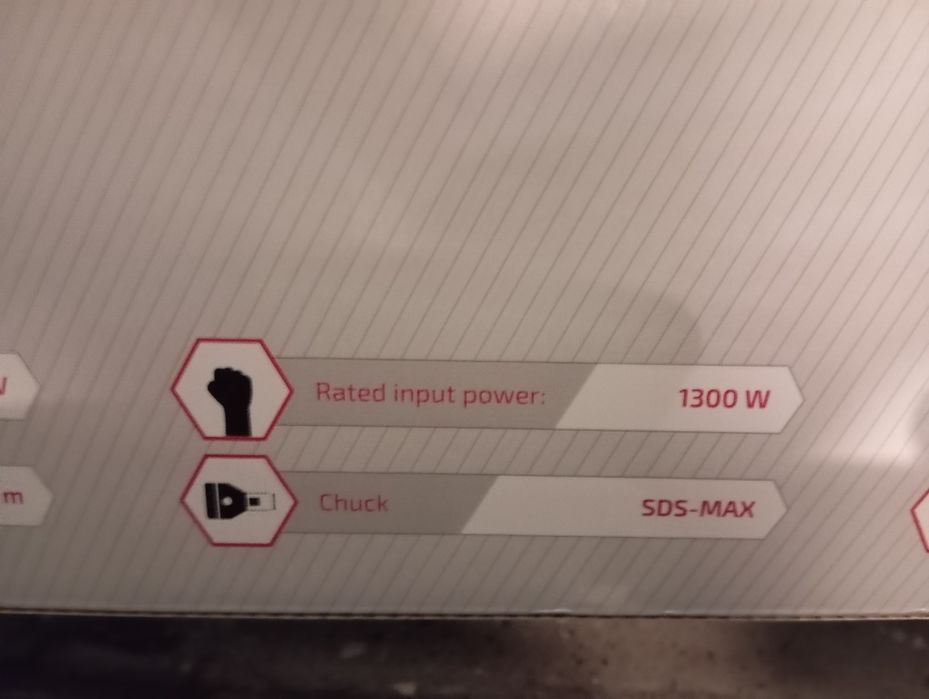 Rated input power: 1300 W
Chuck SDS-MAX
m